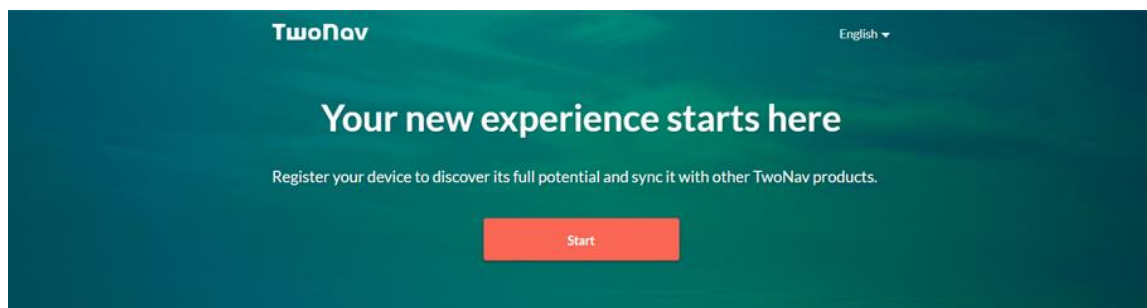 TwoNav
English
Your new experience starts here
Register your device to discover its full potential and sync it with other TwoNav products.
Start